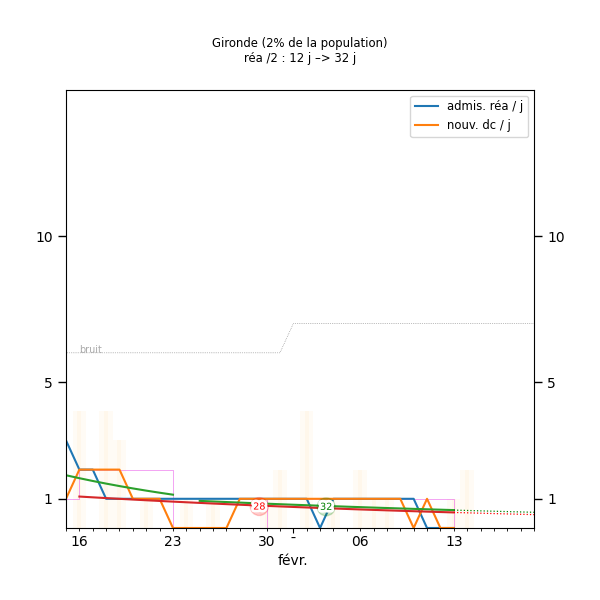 Gironde (2% de la population)
réa /2 : 12 j –> 32 j
admis. réa / j
nouv. dc / j
10
10
bruit
5
5
28
32
1
1
16
23
30
-
06
13
févr.